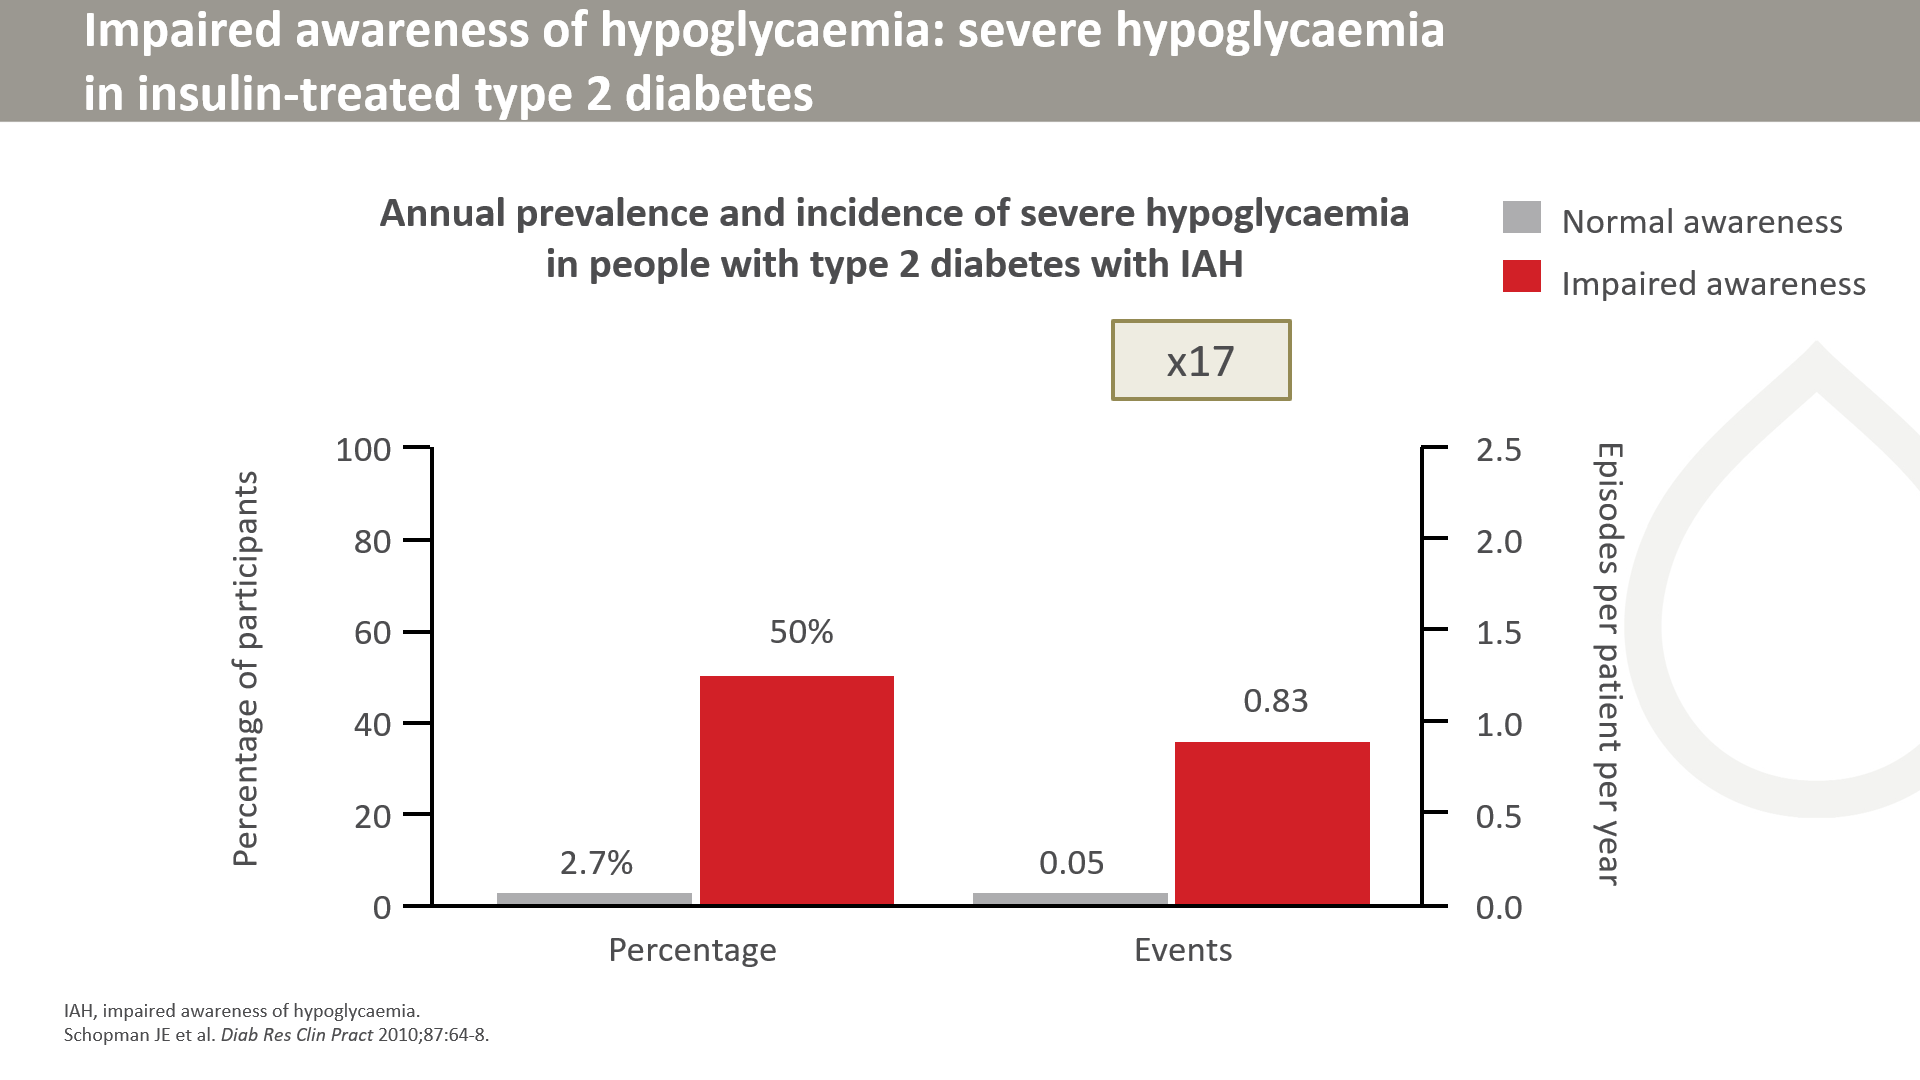 Impaired awareness of hypoglycaemia: severe hypoglycaemia
in insulin-treated type 2 diabetes
Annual prevalence and incidence of severe hypoglycaemia
in people with type 2 diabetes with IAH
Normal awareness
Impaired awareness
x17
Percentage of participants
100
80
60
40
20
0
2.7%
50%
0.05
0.83
2.5
2.0
1.5
1.0
0.5
0.0
Episodes per patient per year
Percentage
Events
IAH, impaired awareness of hypoglycaemia.
Schopman JE et al. Diab Res Clin Pract 2010;87:64-8.